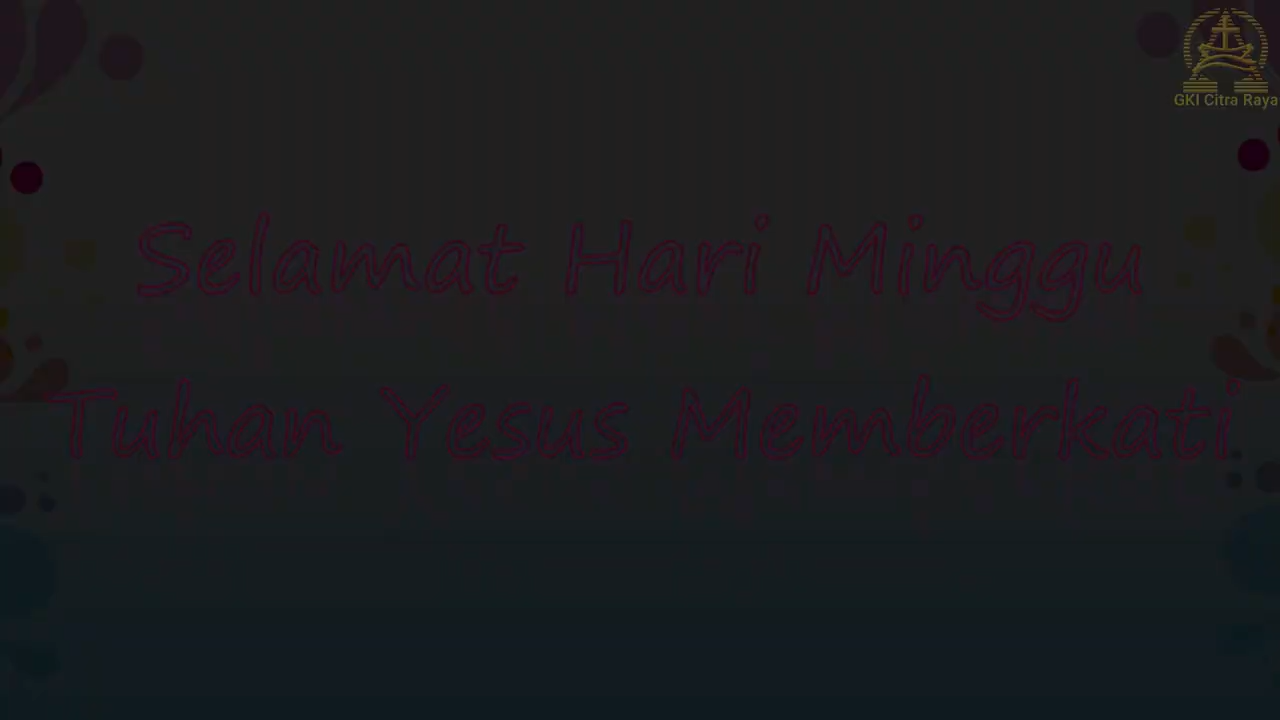 GKI Citra Raya
Selamat Hari Minggu
Tuhan Yesus Memberkati